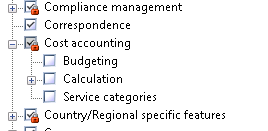 Compliance management
Correspondence
Cost accounting
Budgeting
Calculation
Service categories
Country/Regional specific features